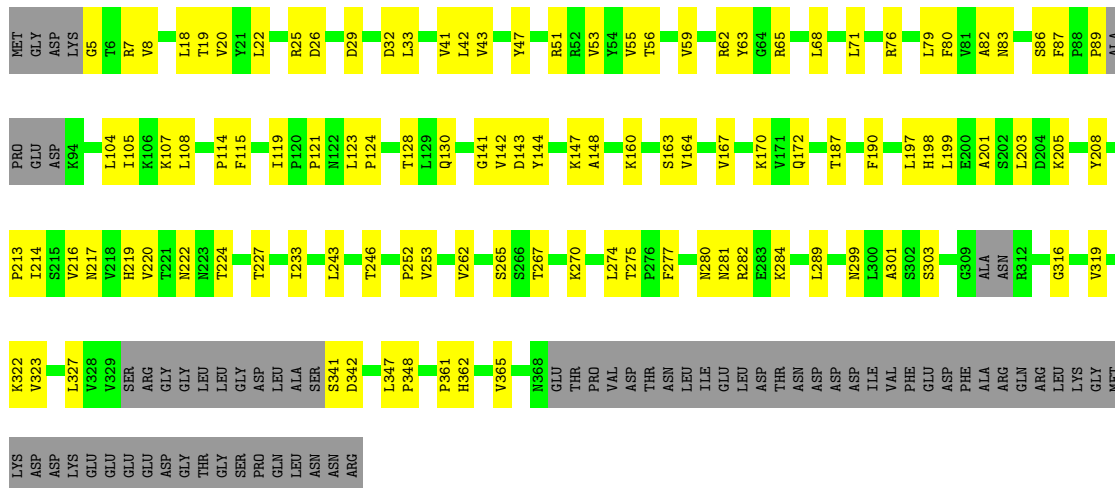 MET GLY ASP LYS G5 T6 R7 V8 L18 T19 V20 Y21 L22 R25 D26 D29 D32 L33 V41 L42 V43 Y47 R51 R52 V53 Y54 V55 T56 V59 R62 Y63 G64 R65 L68 L71 R76 L79 F80 V81 A82 N83 S86 F87 P88 P89 ALA
PRO GLU ASP K94 L104 I105 K106 K107 L108 P114 F115 I119 P120 P121 N122 L123 P124 T128 L129 Q130 G141 V142 D143 Y144 K147 A148 K160 S163 V164 V167 K170 V171 Q172 T187 F190 L197 H198 L199 E200 A201 S202 L203 D204 K205 Y208
P213 I214 S215 V216 N217 V218 H219 V220 T221 N222 N223 T224 T227 I233 L243 T246 P252 V253 V262 S265 S266 T267 K270 L274 T275 P276 F277 N280 N281 R282 E283 K284 L289 N299 L300 A301 S302 S303 G309 ALA ASN R312 G316 V319
K322 V323 L327 V328 V329 SER ARG GLY GLY LEU LEU GLY ASP LEU ALA SER S341 D342 L347 P348 P361 H362 V365 N368 GLU THR PRO VAL ASP THR ASN LEU ILE GLU LEU ASP THR ASN ASP ASP ASP ILE VAL PHE GLU ASP PHE ALA ARG GLN ARG LEU LYS GLY MET
LYS ASP ASP LYS GLU GLU GLU GLU ASP GLY THR GLY SER PRO GLN LEU ASN ASN ARG